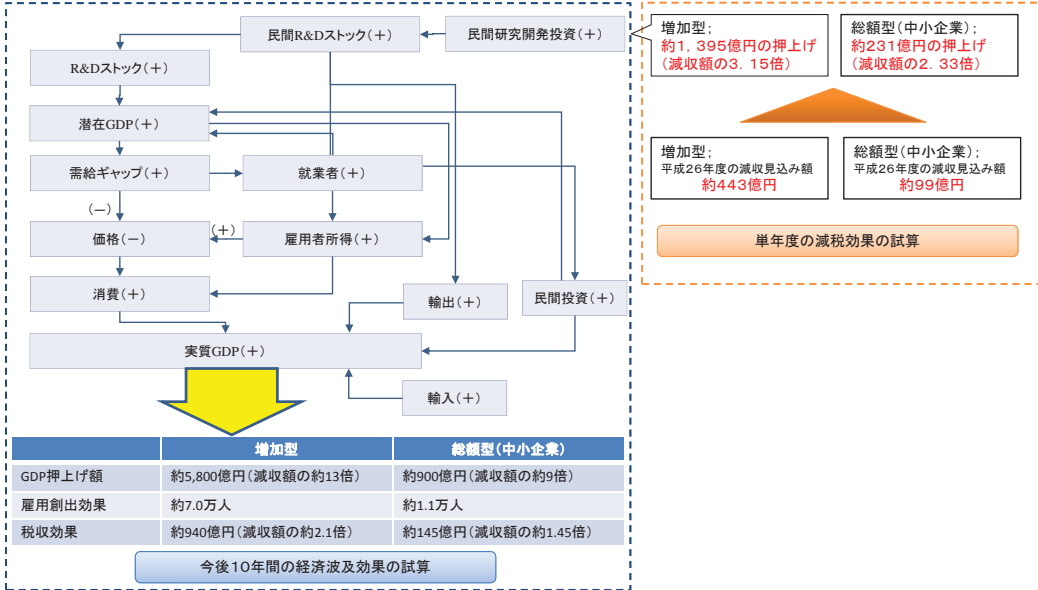 民間R&Dストック(+)
民間研究開発投資(+)
R&Dストック(+)
潜在GDP(+)
需給ギャップ(+)
就業者(+)
(-)
価格(-)
(+)
雇用者所得(+)
消費(+)
輸出(+)
民間投資(+)
実質GDP(+)
輸入(+)
増加型
総額型(中小企業)
GDP押上げ額
約5,800億円(減収額の約13倍)
約900億円(減収額の約9倍)
雇用創出効果
約7.0万人
約1.1万人
税収効果
約940億円(減収額の約2.1倍)
約145億円(減収額の約1.45倍)
今後10年間の経済波及効果の試算
増加型;
約1,395億円の押上げ
(減収額の3.15倍)
総額型(中小企業);
約231億円の押上げ
(減収額の2.33倍)
増加型;
平成26年度の減収見込み額
約443億円
総額型(中小企業);
平成26年度の減収見込み額
約99億円
単年度の減税効果の試算